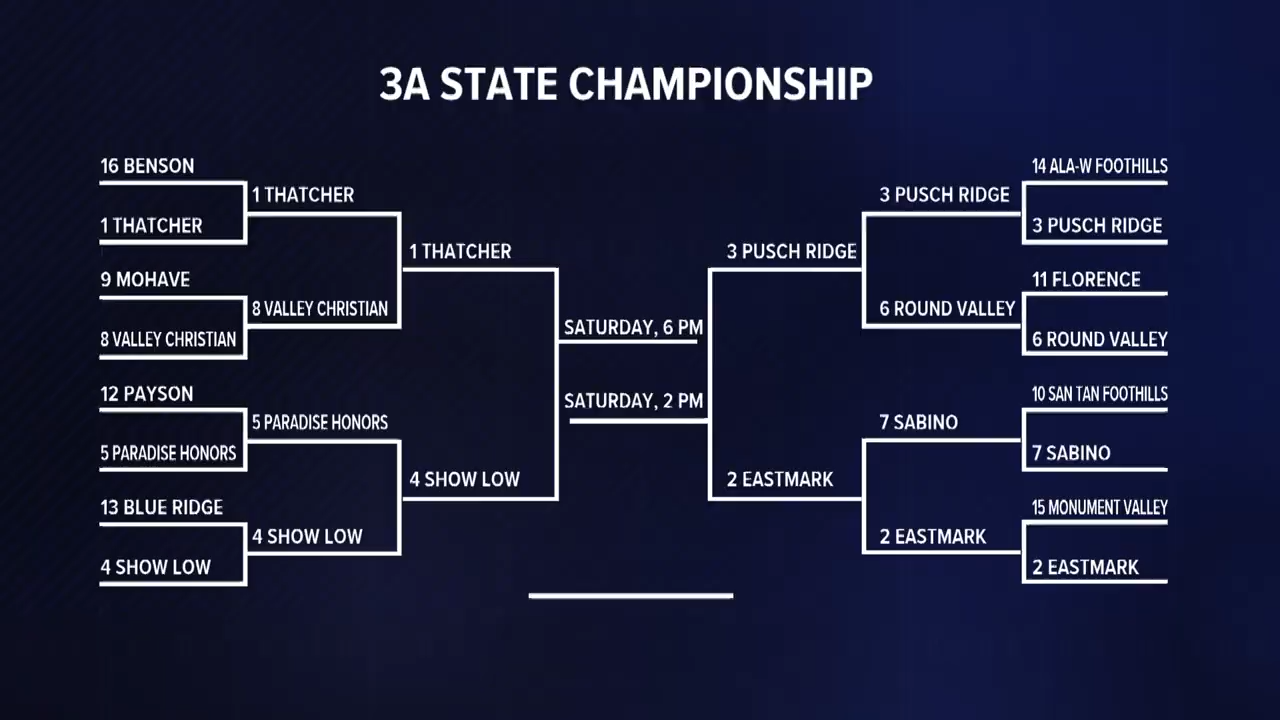 3A STATE CHAMPIONSHIP
16 BENSON
1 THATCHER
9 MOHAVE
8 VALLEY CHRISTIAN
12 PAYSON
5 PARADISE HONORS
13 BLUE RIDGE
4 SHOW LOW
1 THATCHER
8 VALLEY CHRISTIAN
5 PARADISE HONORS
4 SHOW LOW
1 THATCHER
4 SHOW LOW
SATURDAY, 6 PM
SATURDAY, 2 PM
3 PUSCH RIDGE
2 EASTMARK
3 PUSCH RIDGE
6 ROUND VALLEY
7 SABINO
2 EASTMARK
14 ALA-W FOOTHILLS
3 PUSCH RIDGE
11 FLORENCE
6 ROUND VALLEY
10 SAN TAN FOOTHILLS
7 SABINO
15 MONUMENT VALLEY
2 EASTMARK